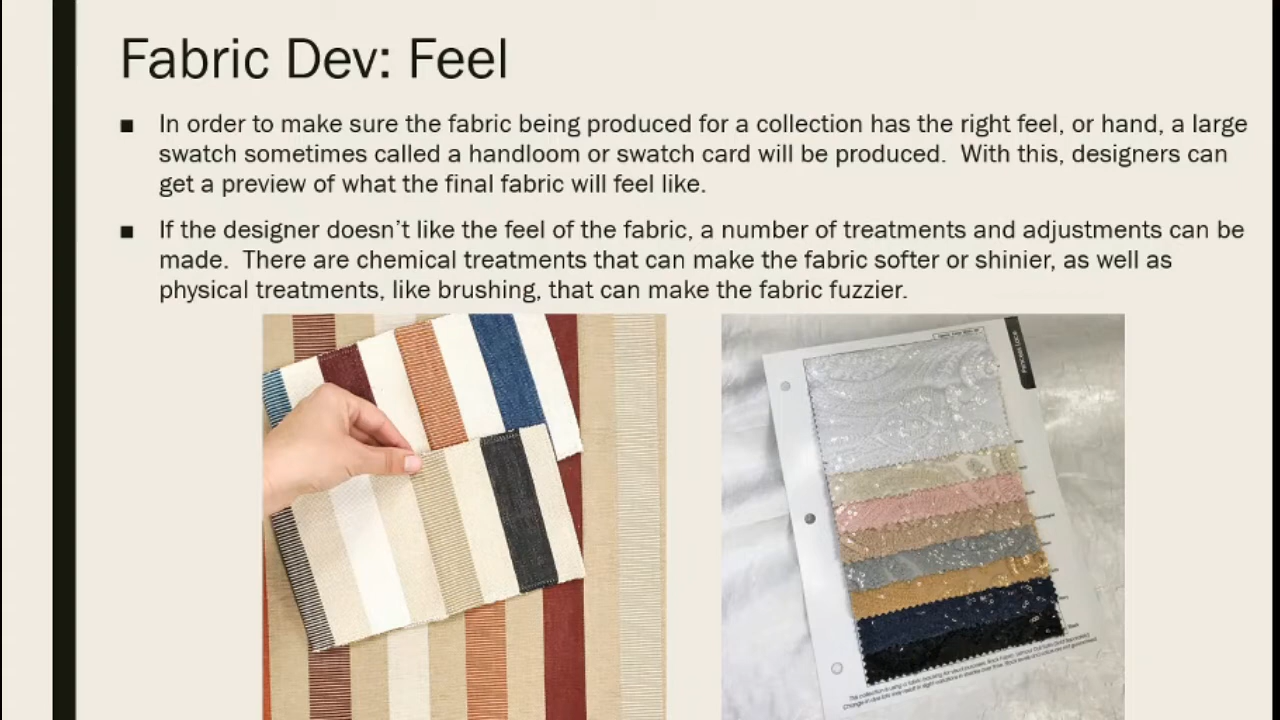 Fabric Dev: Feel
■ In order to make sure the fabric being produced for a collection has the right feel, or hand, a large
swatch sometimes called a handloom or swatch card will be produced.  With this, designers can
get a preview of what the final fabric will feel like.
■ If the designer doesn’t like the feel of the fabric, a number of treatments and adjustments can be
made.  There are chemical treatments that can make the fabric softer or shinier, as well as
physical treatments, like brushing, that can make the fabric fuzzier.